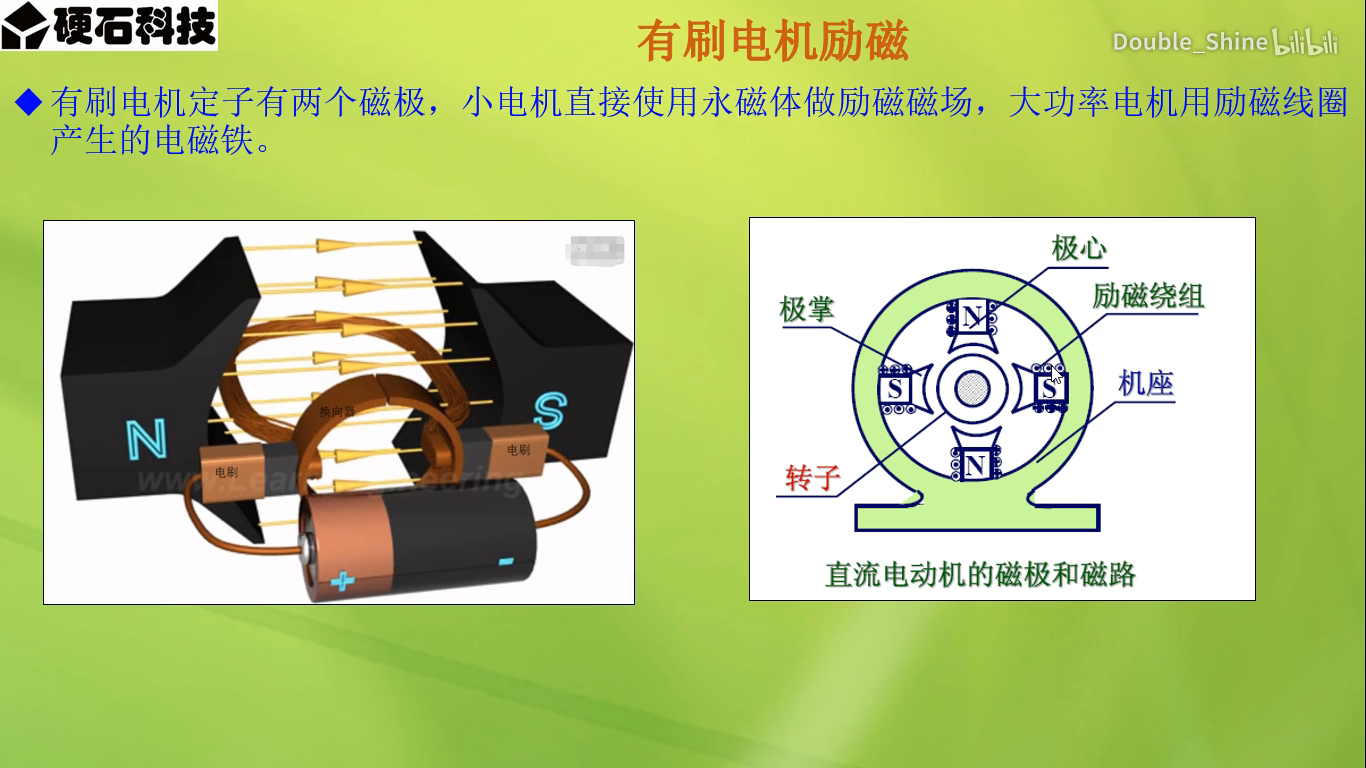 硬石科技
有刷电机励磁
Double_Shine bilibili
有刷电机定子有两个磁极，小电机直接使用永磁体做励磁磁场，大功率电机用励磁线圈
产生的电磁铁。
N
S
换向器
电刷
电刷
+
-
极心
极掌
励磁绕组
N
S
S
机座
N
转子
直流电动机的磁极和磁路